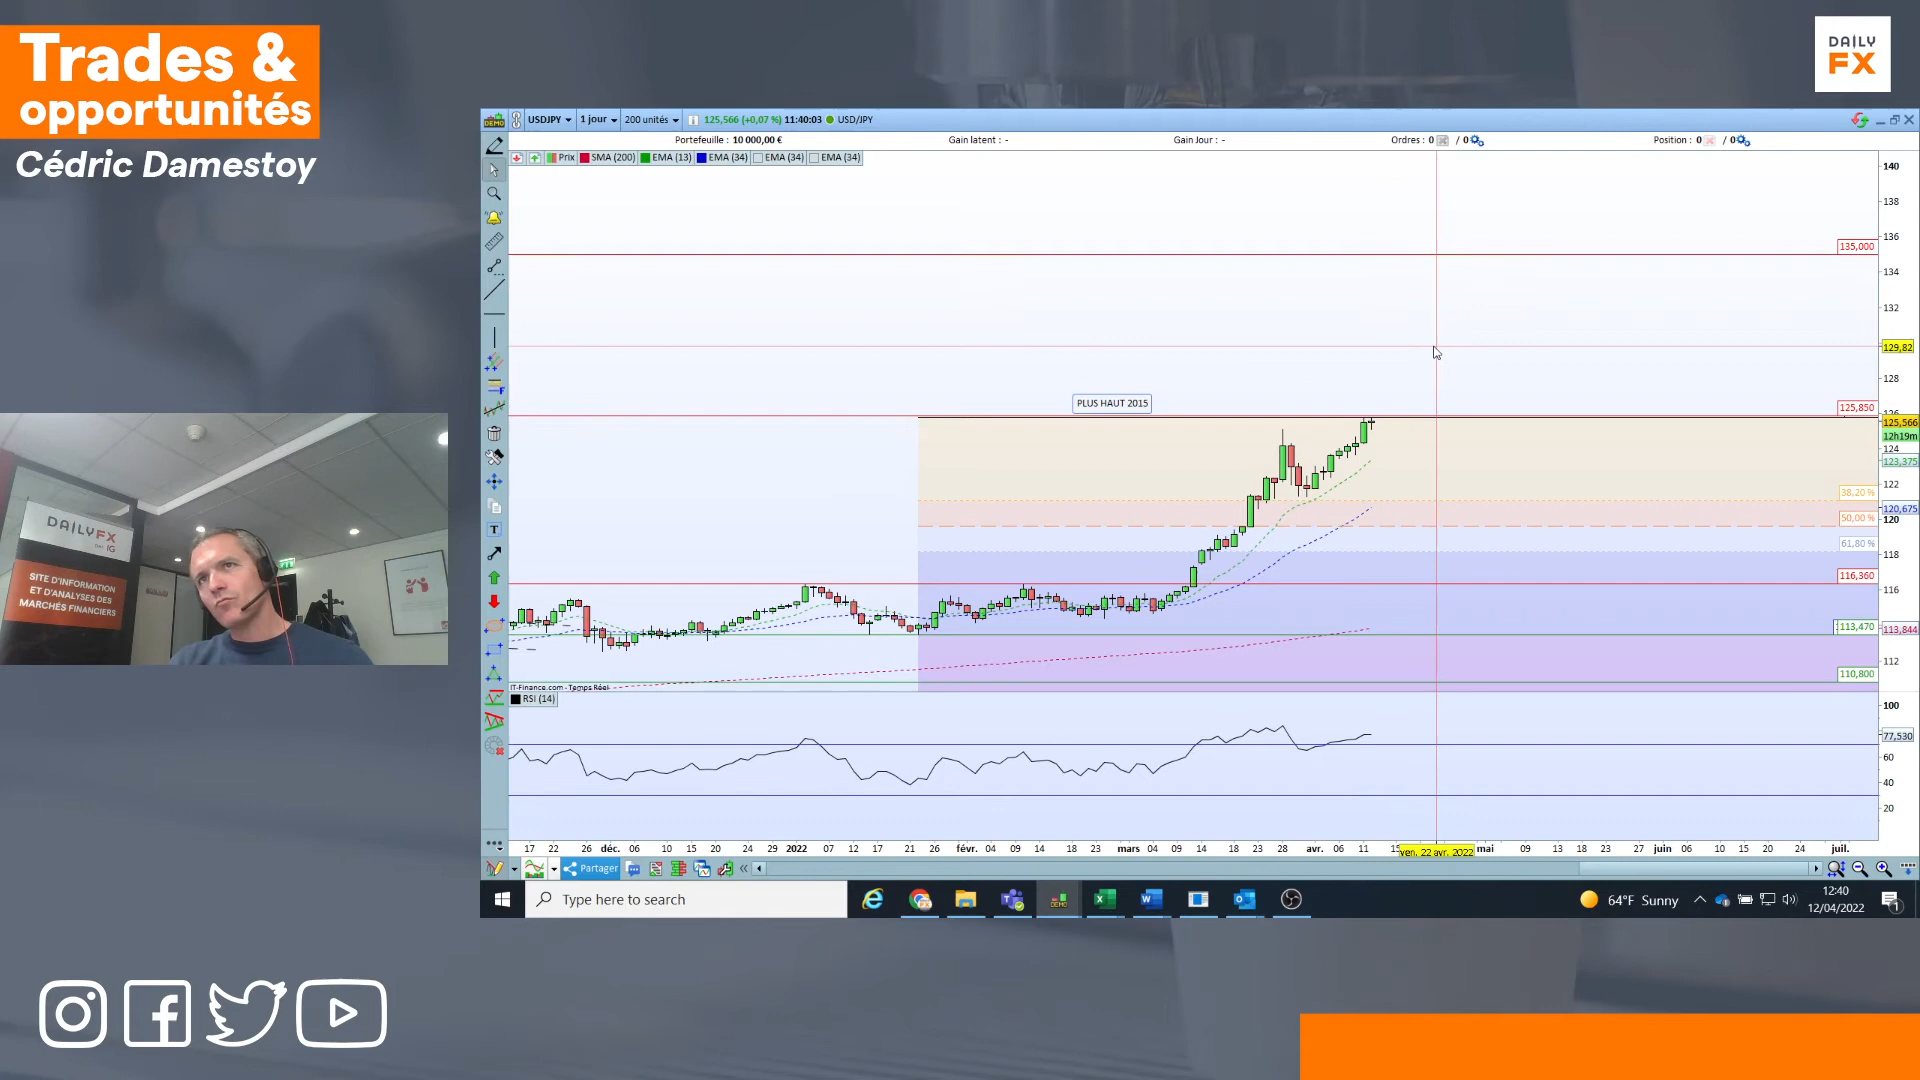 Trades &
opportunités
Cédric Damestoy
DAILY
FX
DEMO
USDJPY
1 jour
200 unités
125,566 (+0,07 %) 11:40:03
USD/JPY
Portefeuille : 10 000,00 €
Gain latent : -
Gain Jour : -
Ordres : 0 / 0
Position : 0 / 0
Prix
SMA (200)
EMA (13)
EMA (34)
EMA (34)
EMA (34)
140
138
136
135,000
134
132
129,82
128
PLUS HAUT 2015
125,850
125,566
12h19m
124
123,375
122
38,20 %
120,675
50,00 %
120
118
61,80 %
116,360
116
113,470
113,844
112
110,800
IT-Finance.com - Temps Réel
RSI (14)
100
77,530
60
40
20
17 22 26 déc. 06 10 15 20 24 29 2022 07 12 17 21 26 févr. 04 09 14 18 23 mars 04 09 14 18 23 28 avr. 06 11 15 ven. 22 avr. 2022 mai 09 13 18 23 27 juin 06 10 15 20 24 juil.
Partager
Type here to search
64°F Sunny
12:40
12/04/2022
1
DAILYFX
IG
SITE D'INFORMATION
ET D'ANALYSES DES
MARCHÉS FINANCIERS